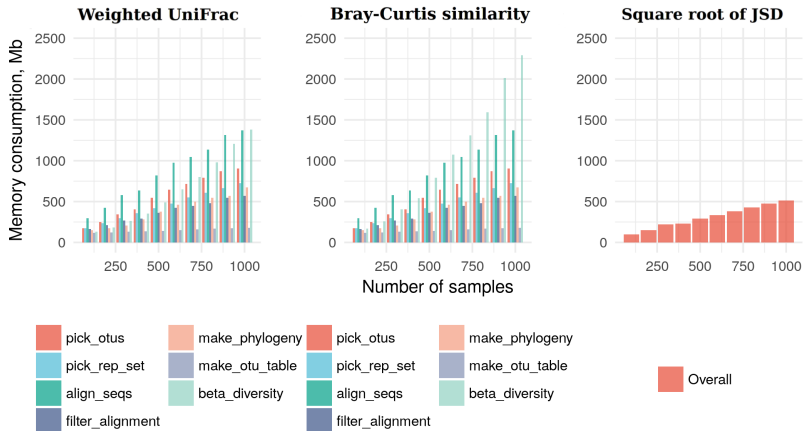 Weighted UniFrac
Bray-Curtis similarity
Square root of JSD
Memory consumption, Mb
2500
2000
1500
1000
500
0
250 500 750 1000
2500
2000
1500
1000
500
0
250 500 750 1000
2500
2000
1500
1000
500
0
250 500 750 1000
Number of samples
pick_otus
pick_rep_set
align_seqs
filter_alignment
make_phylogeny
make_otu_table
beta_diversity
pick_otus
pick_rep_set
align_seqs
filter_alignment
make_phylogeny
make_otu_table
beta_diversity
Overall